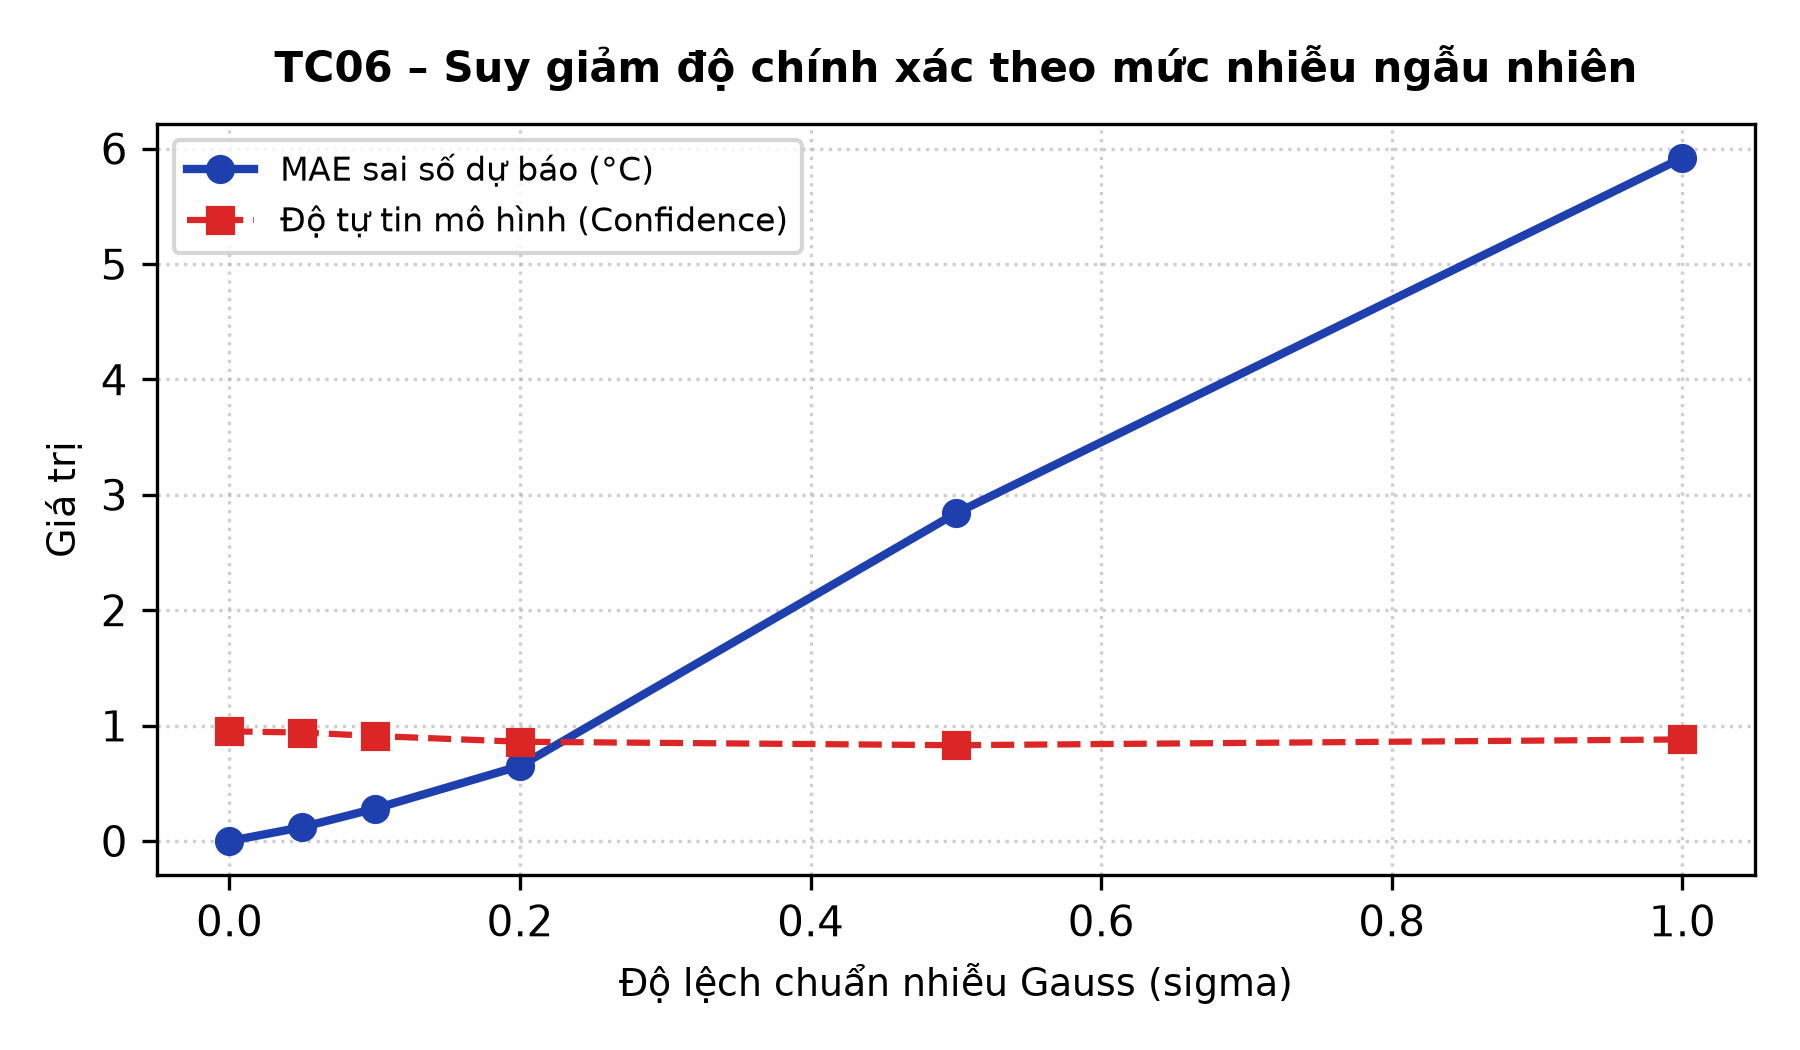 TC06 – Suy giảm độ chính xác theo mức nhiễu ngẫu nhiên
MAE sai số dự báo (°C)
Độ tự tin mô hình (Confidence)
Giá trị
6
5
4
3
2
1
0
0.0 0.2 0.4 0.6 0.8 1.0
Độ lệch chuẩn nhiễu Gauss (sigma)